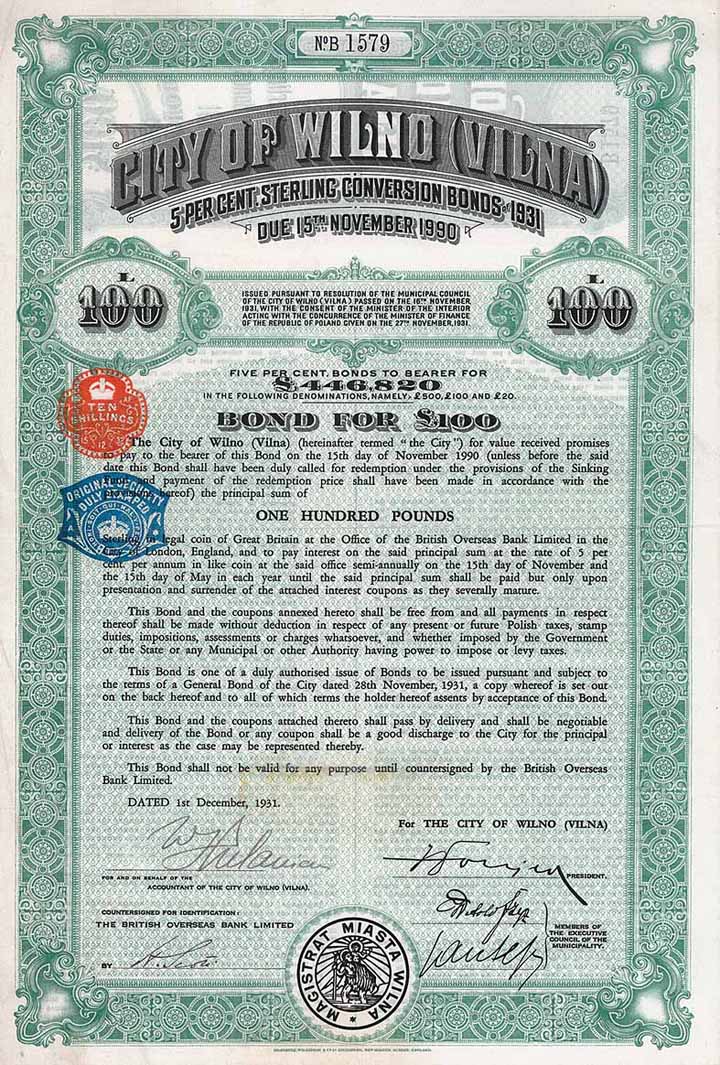 NºB 1579
CITY OF WILNO (VILNA)
5 PER CENT. STERLING CONVERSION BONDS OF 1931
DUE 15TH NOVEMBER 1990
L
100
L
100
ISSUED PURSUANT TO RESOLUTION OF THE MUNICIPAL COUNCIL
OF THE CITY OF WILNO (VILNA) PASSED ON THE 16TH NOVEMBER
1931, WITH THE CONSENT OF THE MINISTER OF THE INTERIOR
ACTING WITH THE CONCURRENCE OF THE MINISTER OF FINANCE
OF THE REPUBLIC OF POLAND GIVEN ON THE 27TH NOVEMBER, 1931.
FIVE PER CENT. BONDS TO BEARER FOR
£446,820
IN THE FOLLOWING DENOMINATIONS, NAMELY: £500, £100 AND £20.
BOND FOR £100
TEN
SHILLINGS
The City of Wilno (Vilna) (hereinafter termed "the City") for value received promises
to pay to the bearer of this Bond on the 15th day of November 1990 (unless before the said
date this Bond shall have been duly called for redemption under the provisions of the Sinking
Fund and payment of the redemption price shall have been made in accordance with the
provisions hereof) the principal sum of
ONE HUNDRED POUNDS
Sterling in legal coin of Great Britain at the Office of the British Overseas Bank Limited in the
City of London, England, and to pay interest on the said principal sum at the rate of 5 per
cent. per annum in like coin at the said office semi-annually on the 15th day of November and
the 15th day of May in each year until the said principal sum shall be paid but only upon
presentation and surrender of the attached interest coupons as they severally mature.
This Bond and the coupons annexed hereto shall be free from and all payments in respect
thereof shall be made without deduction in respect of any present or future Polish taxes, stamp
duties, impositions, assessments or charges whatsoever, and whether imposed by the Government
or the State or any Municipal or other Authority having power to impose or levy taxes.
This Bond is one of a duly authorised issue of Bonds to be issued pursuant and subject to
the terms of a General Bond of the City dated 28th November, 1931, a copy whereof is set out
on the back hereof and to all of which terms the holder hereof assents by acceptance of this Bond.
This Bond and the coupons attached thereto shall pass by delivery and shall be negotiable
and delivery of the Bond or any coupon shall be a good discharge to the City for the principal
or interest as the case may be represented thereby.
This Bond shall not be valid for any purpose until countersigned by the British Overseas
Bank Limited.
DATED 1st December, 1931.
For THE CITY OF WILNO (VILNA)
PRESIDENT.
FOR AND ON BEHALF OF THE
ACCOUNTANT OF THE CITY OF WILNO (VILNA).
COUNTERSIGNED FOR IDENTIFICATION:
THE BRITISH OVERSEAS BANK LIMITED
BY
MEMBERS OF
THE EXECUTIVE
COUNCIL OF THE
MUNICIPALITY.
MAGISTRAT MIASTA WILNA